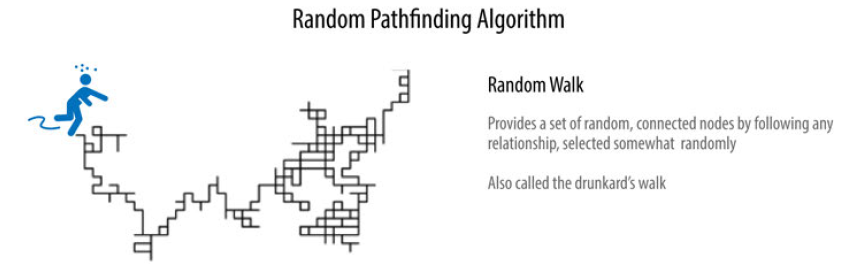 Random Pathfinding Algorithm
Random Walk
Provides a set of random, connected nodes by following any
relationship, selected somewhat randomly
Also called the drunkard's walk